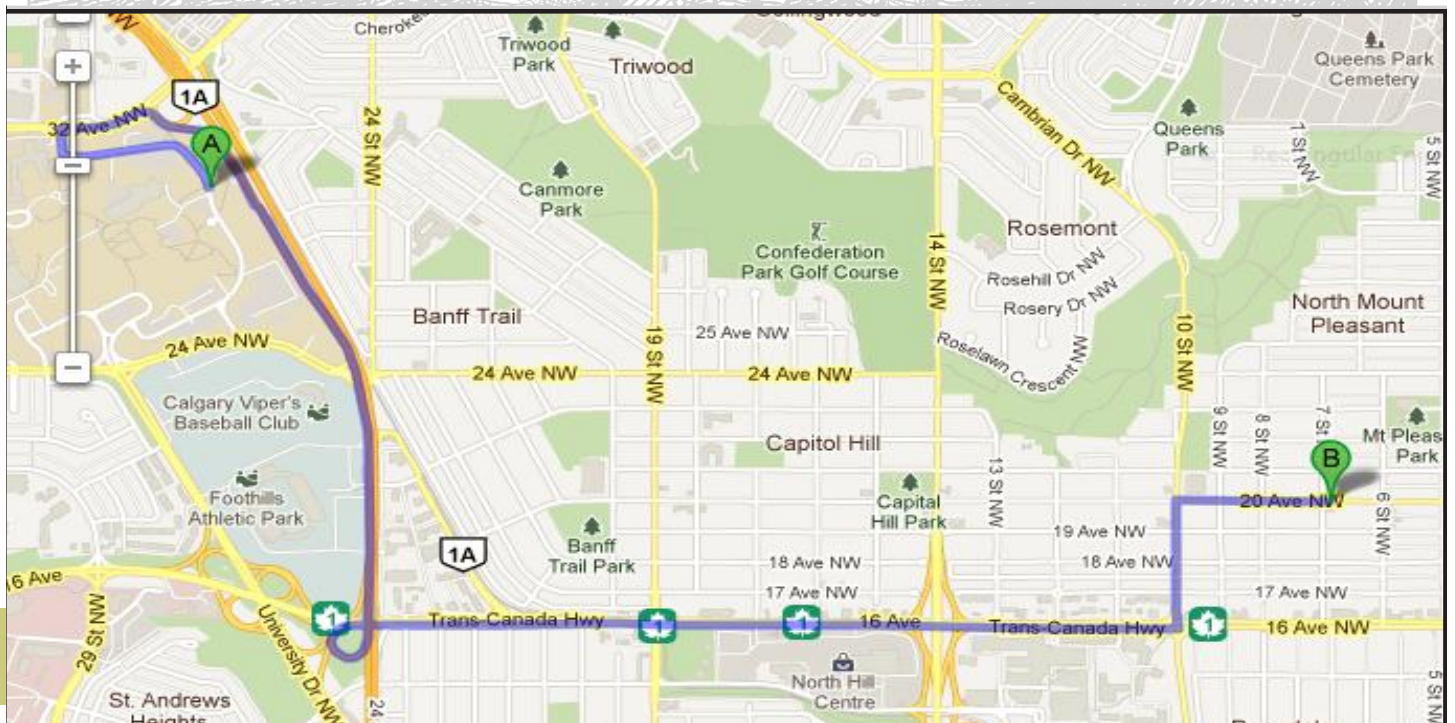 Cherok
Triwood
Park
Triwood
Queens Park
Cemetery
1A
32 Ave NW
A
24 St NW
Cambrian Dr NW
Queens
Park
1 St NW
5 St NW
Canmore
Park
Confederation
Park Golf Course
14 St NW
Rosemont
Rosehill Dr NW
Rosery Dr NW
North Mount
Pleasant
Banff Trail
19 St NW
25 Ave NW
10 St NW
Roselawn Crescent NW
24 Ave NW
24 Ave NW
24 Ave NW
Calgary Viper's
Baseball Club
Capitol Hill
9 St NW
8 St NW
7 St
Mt Pleas
Park
B
13 St NW
Foothills
Athletic Park
Capital
Hill Park
20 Ave NW
6 St NW
1A
Banff
Trail Park
19 Ave NW
18 Ave NW
18 Ave NW
17 Ave NW
17 Ave NW
16 Ave
29 St NW
University Dr NW
1
Trans-Canada Hwy
1
1
16 Ave
Trans-Canada Hwy
1
16 Ave NW
North Hill
Centre
St. Andrews
Heights
24
5 St N